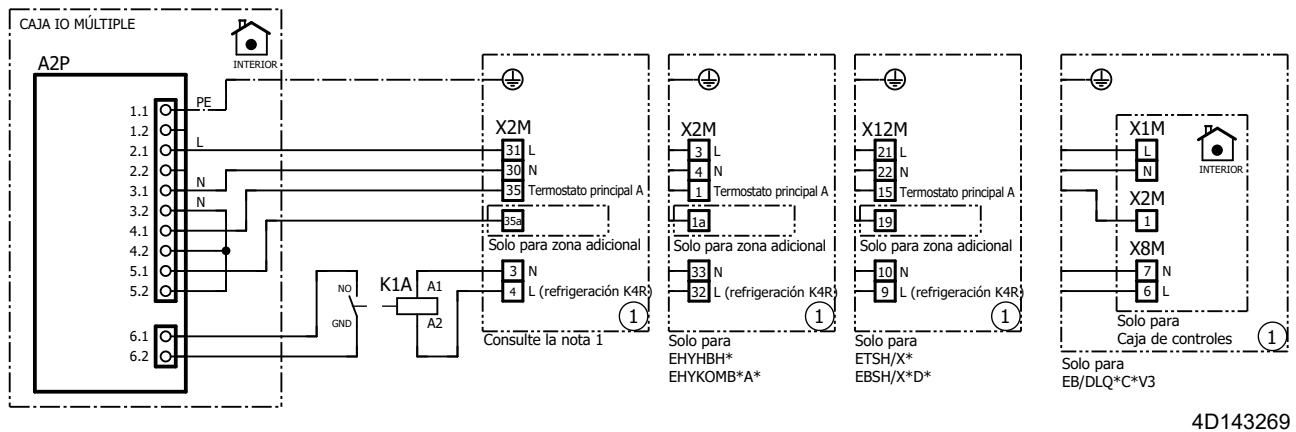 CAJA IO MÚLTIPLE
INTERIOR
A2P
1.1
PE
1.2
2.1
L
2.2
3.1
N
3.2
N
4.1
4.2
5.1
5.2
6.1
6.2
NO
GND
K1A
A1
A2
X2M
31 L
30 N
35 Termostato principal A
35a
Solo para zona adicional
3 N
4 L (refrigeración K4R)
1
Consulte la nota 1
X2M
3 L
4 N
1 Termostato principal A
1a
Solo para zona adicional
33 N
32 L (refrigeración K4R)
1
Solo para
EHYHBH*
EHYKOMB*A*
X12M
21 L
22 N
15 Termostato principal A
19
Solo para zona adicional
10 N
9 L (refrigeración K4R)
1
Solo para
ETSH/X*
EBSH/X*D*
X1M
L
N
INTERIOR
X2M
1
X8M
7 N
6 L
Solo para
Caja de controles
1
Solo para
EB/DLQ*C*V3
4D143269